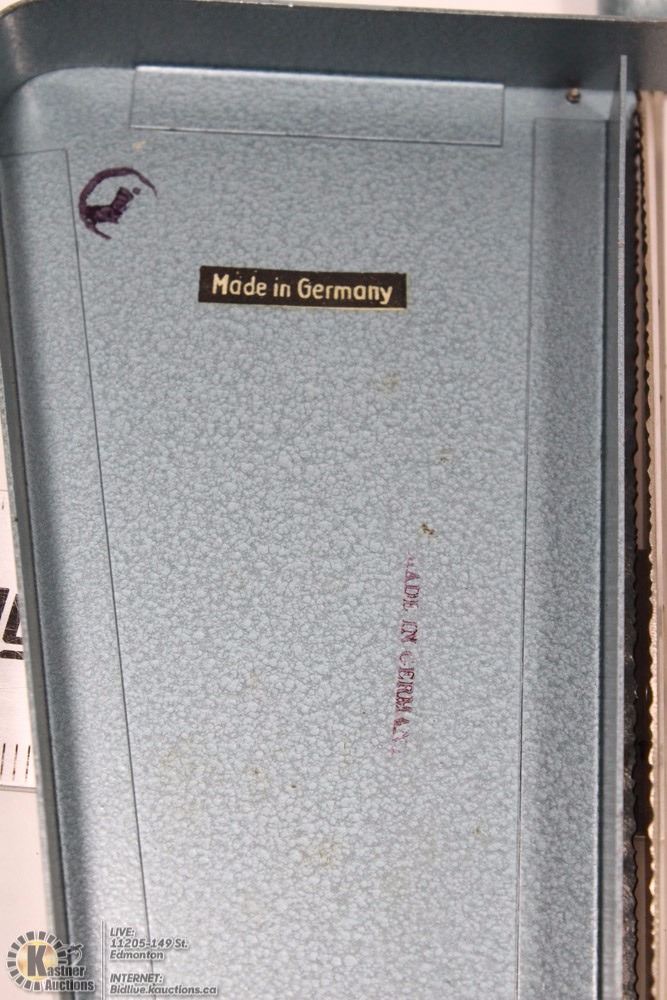 Made in Germany
MADE IN GERMANY
LIVE:
11205-149 St.
Edmonton
INTERNET:
Bidlive.kauctions.ca
Kastner
Auctions